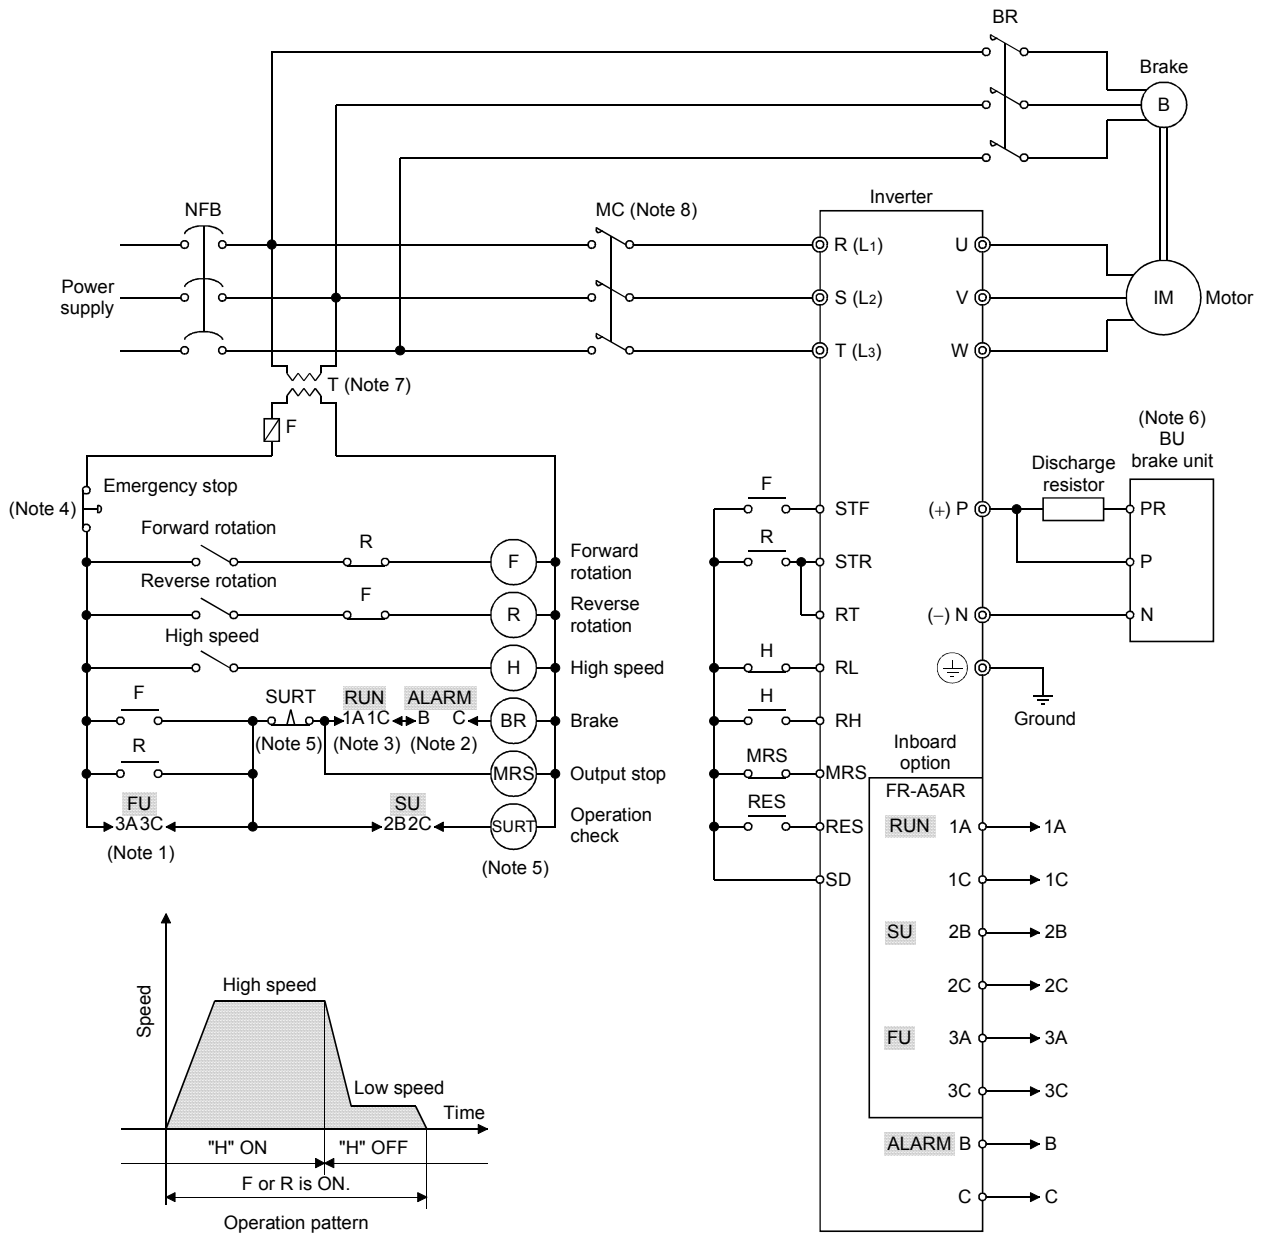 BR
Brake
B
NFB
MC (Note 8)
Inverter
R (L1)
U
Power
supply
S (L2)
V
IM
Motor
T (L3)
W
T (Note 7)
F
(Note 6)
BU
brake unit
Discharge
resistor
Emergency stop
(Note 4)
F
STF
(+) P
PR
Forward rotation
R
F
Forward
rotation
R
STR
P
Reverse rotation
F
R
Reverse
rotation
RT
(−) N
N
High speed
H
High speed
H
RL
Ground
F
SURT
RUN
ALARM
1A 1C
B
C
BR
Brake
(Note 5)
(Note 3)
(Note 2)
H
RH
R
MRS
Output stop
MRS
MRS
Inboard
option
FR-A5AR
FU
3A 3C
(Note 1)
SU
2B 2C
SURT
Operation
check
(Note 5)
RES
RES
RUN
1A
1A
SD
1C
1C
SU
2B
2B
2C
2C
FU
3A
3A
3C
3C
ALARM
B
B
C
C
Speed
High speed
Low speed
Time
"H" ON
"H" OFF
F or R is ON.
Operation pattern